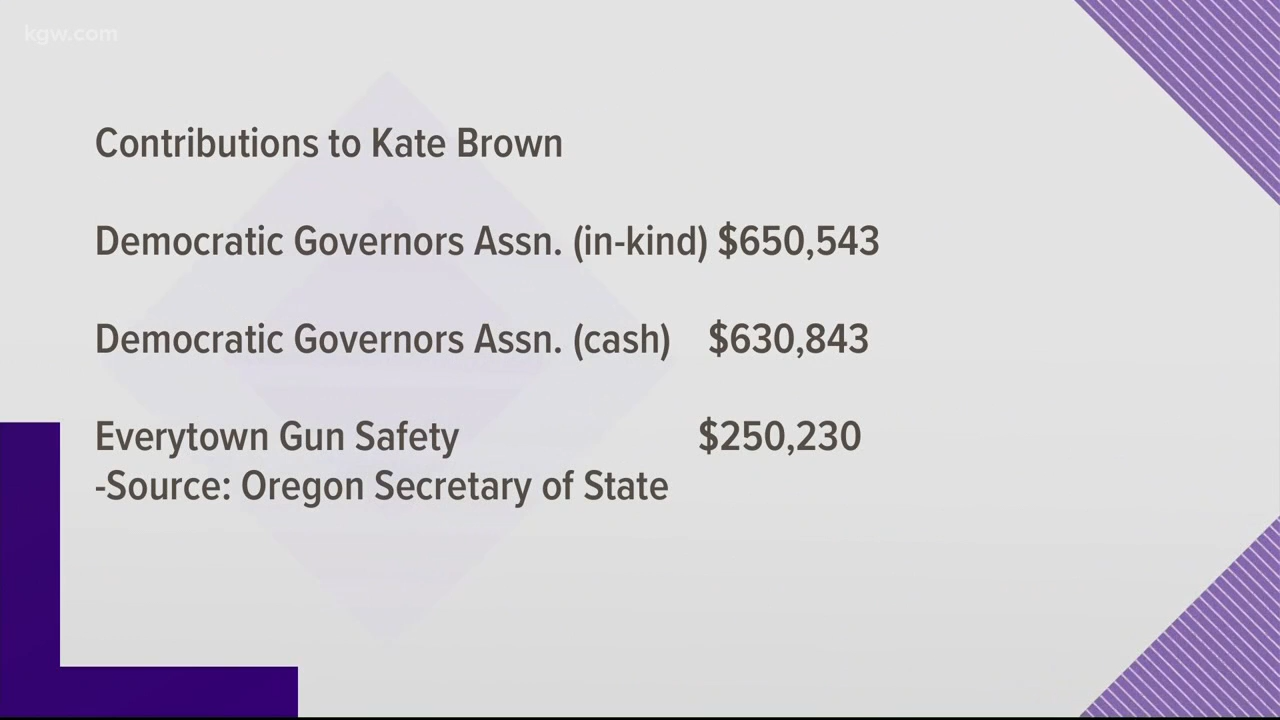 kgw.com
Contributions to Kate Brown
Democratic Governors Assn. (in-kind) $650,543
Democratic Governors Assn. (cash) $630,843
Everytown Gun Safety $250,230
-Source: Oregon Secretary of State